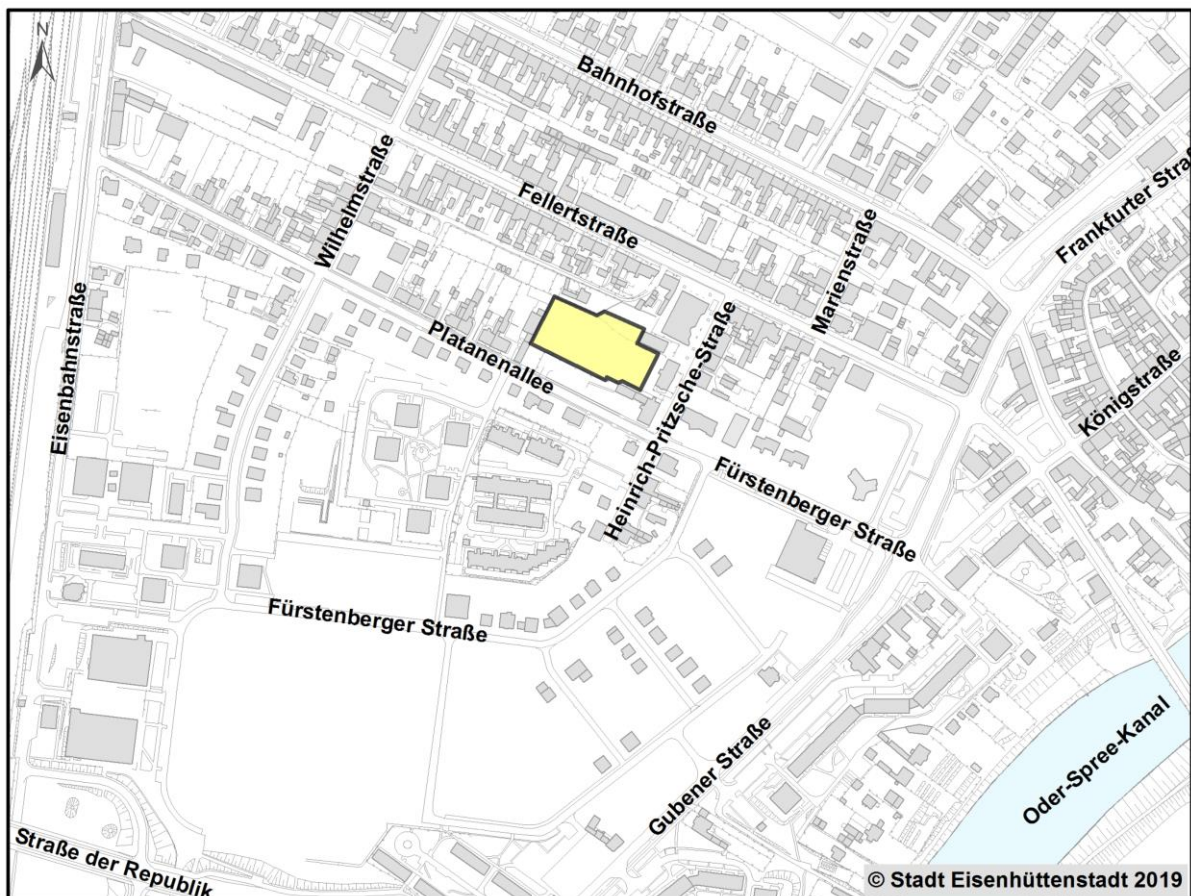 N
Bahnhofstraße
Wilhelmstraße
Fellertstraße
Marienstraße
Frankfurter Straß
Königstraße
Eisenbahnstraße
Platanenallee
Heinrich-Pritzsche-Straße
Fürstenberger Straße
Fürstenberger Straße
Gubener Straße
Oder-Spree-Kanal
Straße der Republik
© Stadt Eisenhüttenstadt 2019